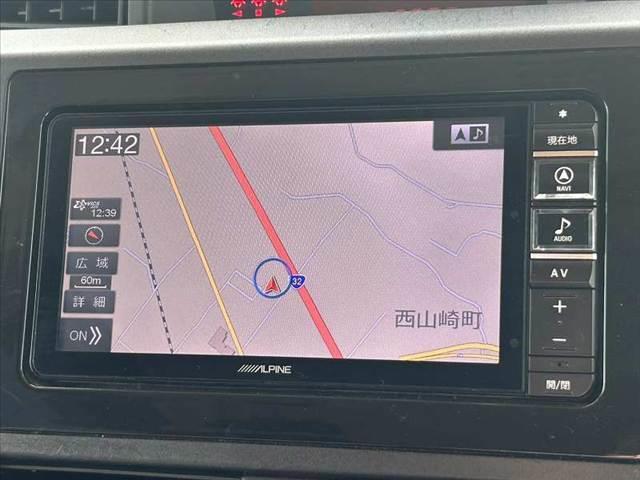 12:42
VICS
12:39
広域
60m
詳細
ON
32
西山崎町
ALPINE
現在地
NAVI
AUDIO
AV
+
−
開/閉